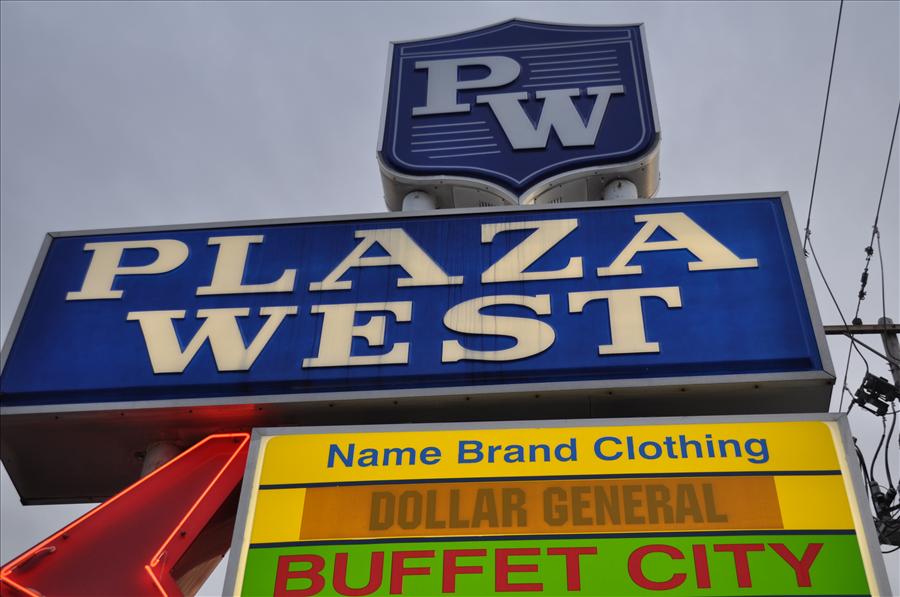 PW
PLAZA
WEST
Name Brand Clothing
DOLLAR GENERAL
BUFFET CITY